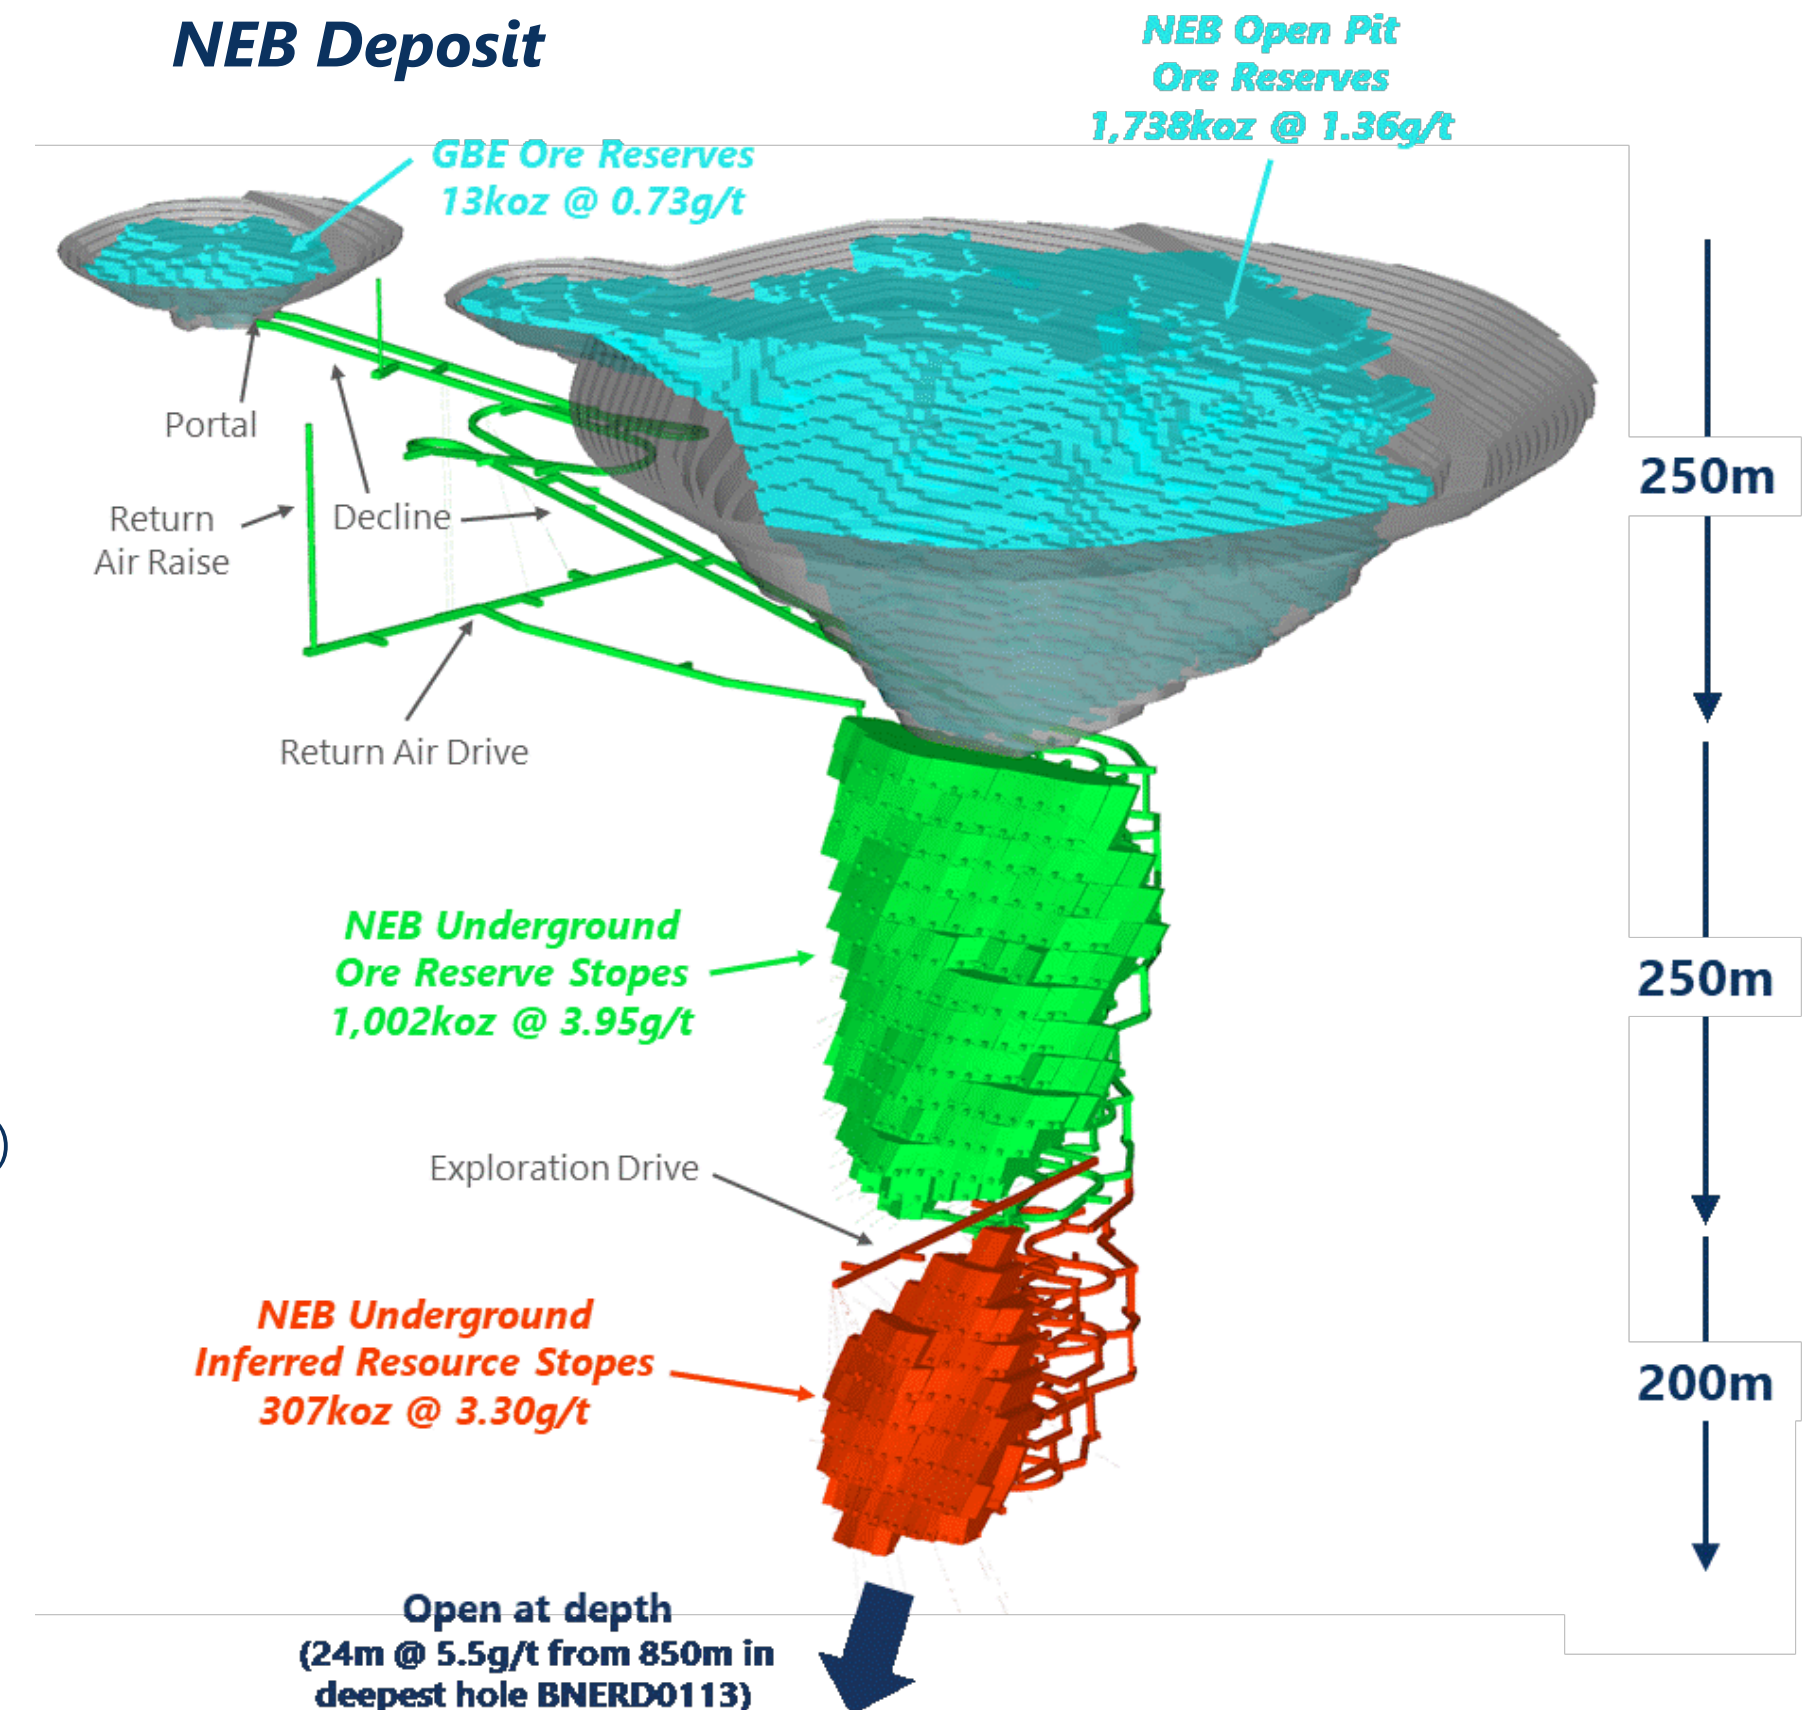 NEB Deposit
NEB Open Pit
Ore Reserves
1,738koz @ 1.36g/t
GBE Ore Reserves
13koz @ 0.73g/t
Portal
250m
Return
Air Raise
Decline
Return Air Drive
NEB Underground
Ore Reserve Stopes
1,002koz @ 3.95g/t
250m
Exploration Drive
NEB Underground
Inferred Resource Stopes
307koz @ 3.30g/t
200m
Open at depth
(24m @ 5.5g/t from 850m in
deepest hole BNERD0113)